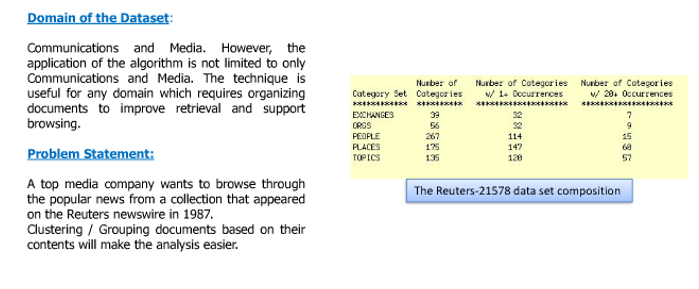 Domain of the Dataset:
Communications and Media. However, the
application of the algorithm is not limited to only
Communications and Media. The technique is
useful for any domain which requires organizing
documents to improve retrieval and support
browsing.
Problem Statement:
A top media company wants to browse through
the popular news from a collection that appeared
on the Reuters newswire in 1987.
Clustering / Grouping documents based on their
contents will make the analysis easier.
Number of Number of Categories Number of Categories
Category Set Categories w/ 1+ Occurrences w/ 20+ Occurrences
************ ********** ******************** ********************
EXCHANGES 39 32 7
ORGS 56 32 9
PEOPLE 267 114 15
PLACES 175 147 60
TOPICS 135 120 57
The Reuters-21578 data set composition